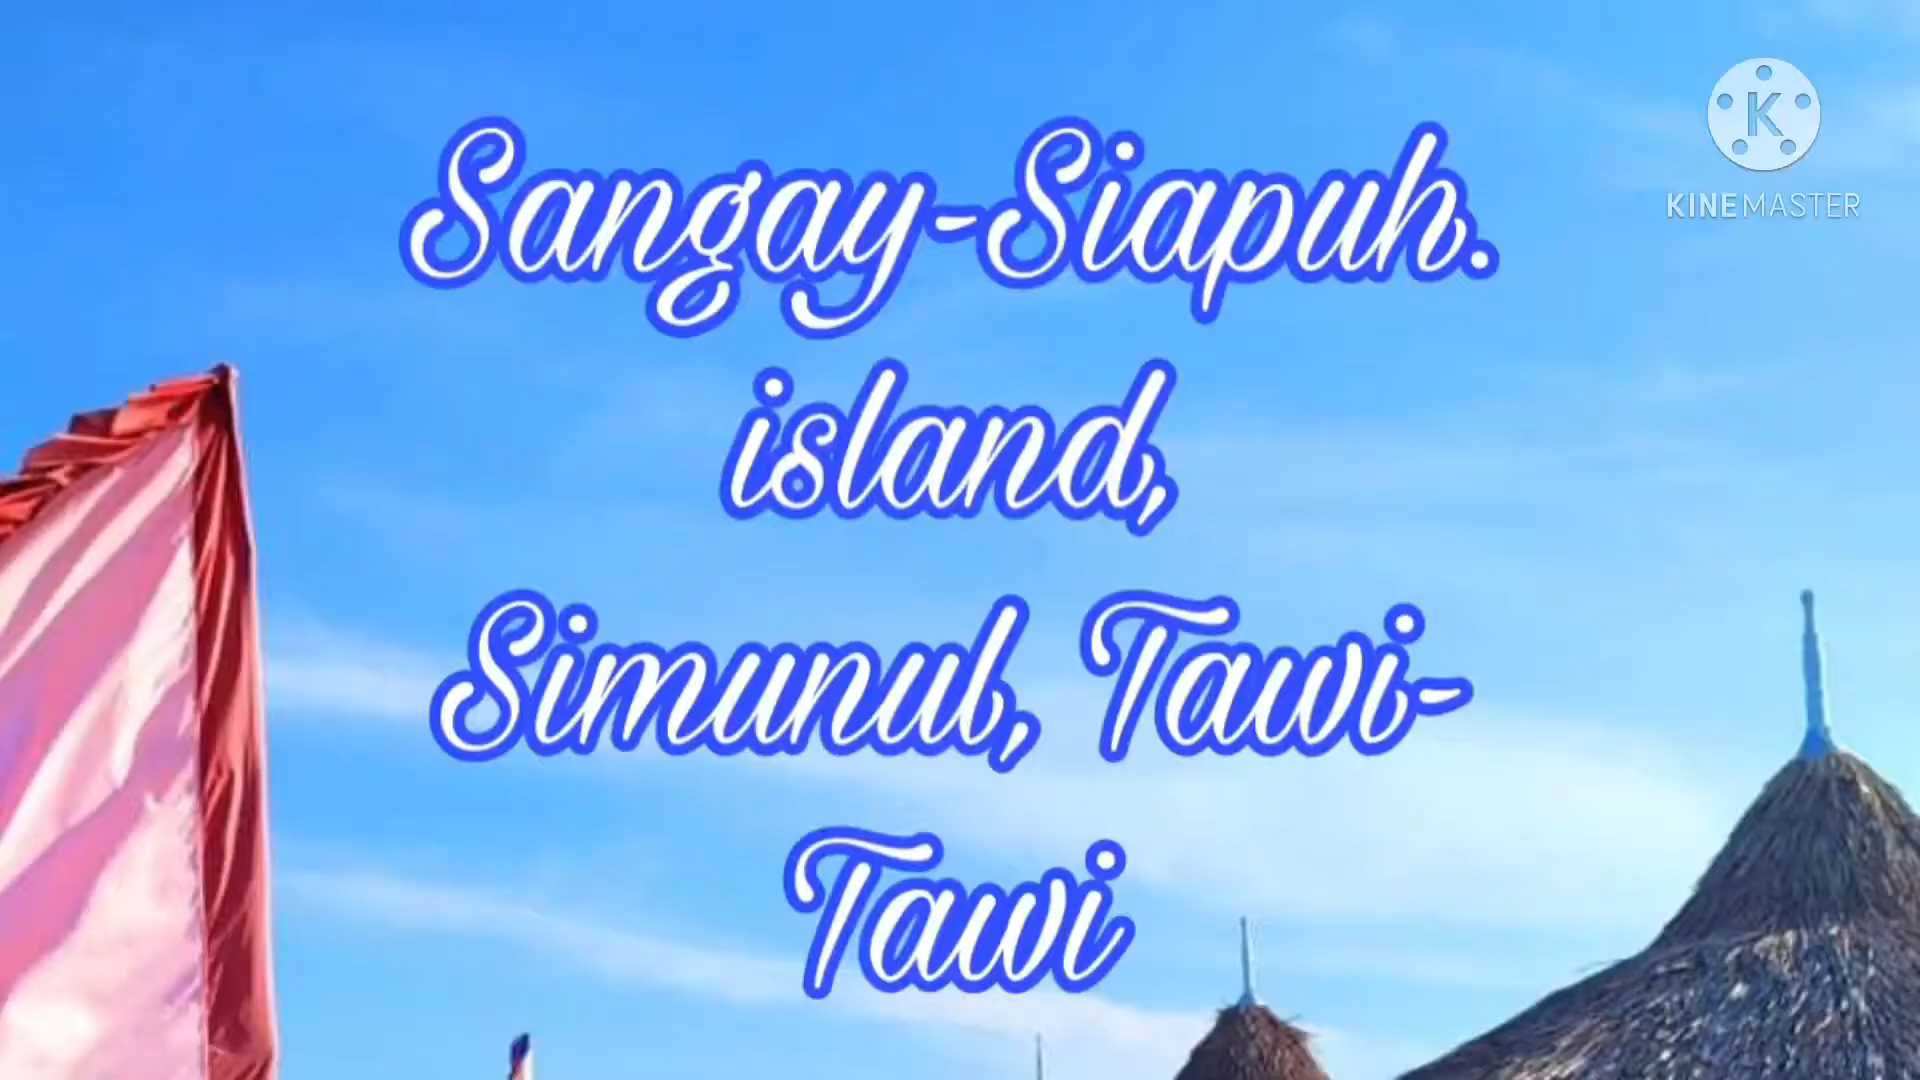 Sangay-Siapuh.
island,
Simunul, Tawi-
Tawi
K
KINEMASTER